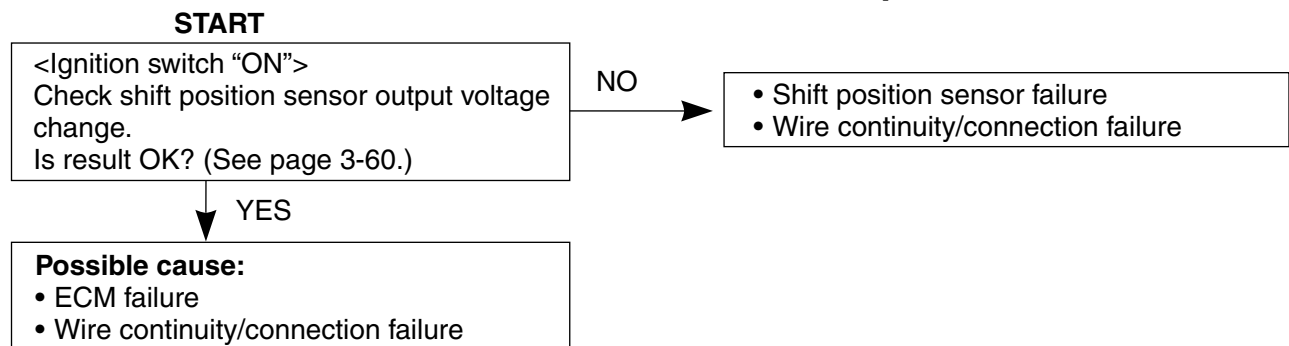 START
<Ignition switch “ON”>
Check shift position sensor output voltage
change.
Is result OK? (See page 3-60.)
NO
• Shift position sensor failure
• Wire continuity/connection failure
YES
Possible cause:
• ECM failure
• Wire continuity/connection failure